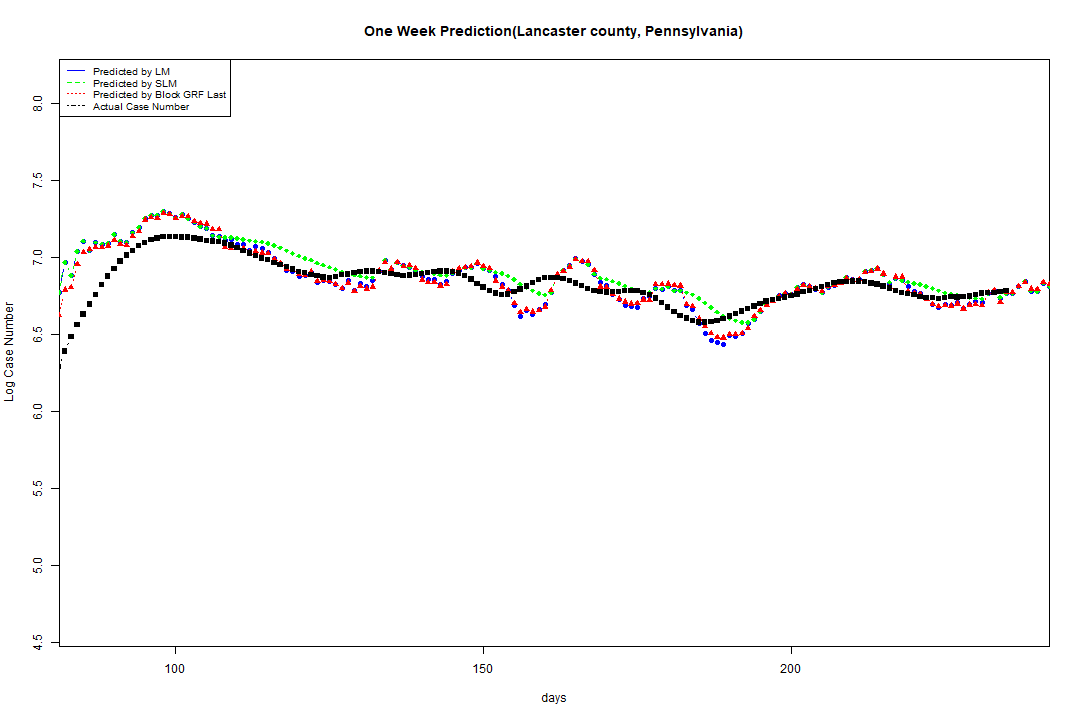 One Week Prediction(Lancaster county, Pennsylvania)
Predicted by LM
Predicted by SLM
Predicted by Block GRF Last
Actual Case Number
8.0
7.5
7.0
6.5
6.0
5.5
5.0
4.5
Log Case Number
100 150 200
days